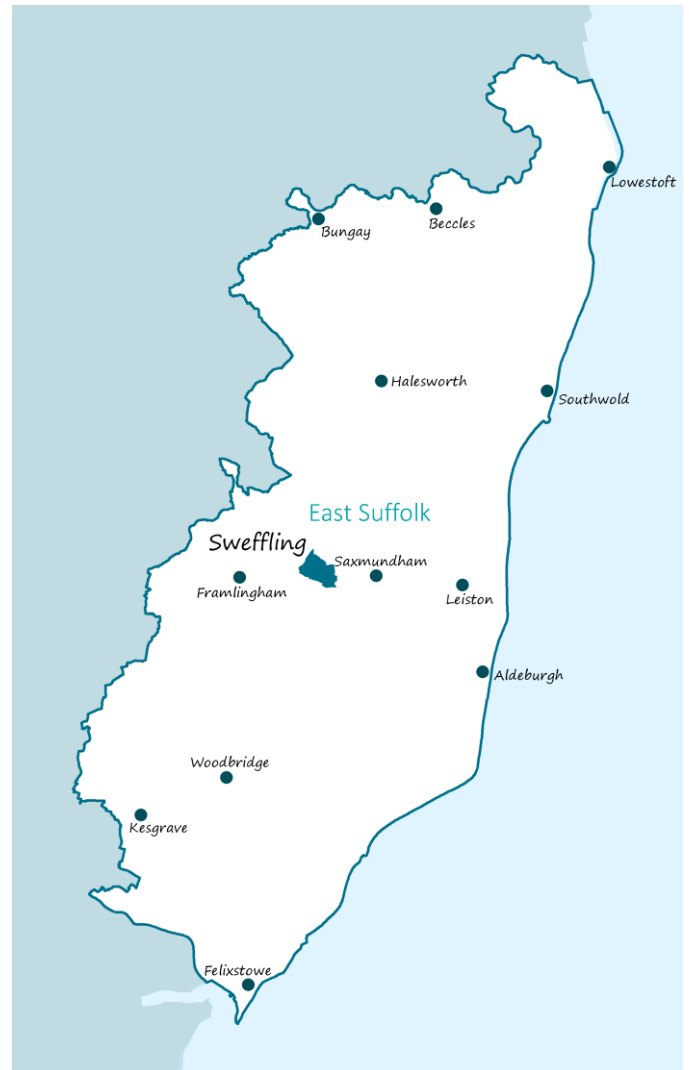 Lowestoft
Beccles
Bungay
Halesworth
Southwold
East Suffolk
Sweffling
Saxmundham
Framlingham
Leiston
Aldeburgh
Woodbridge
Kesgrave
Felixstowe